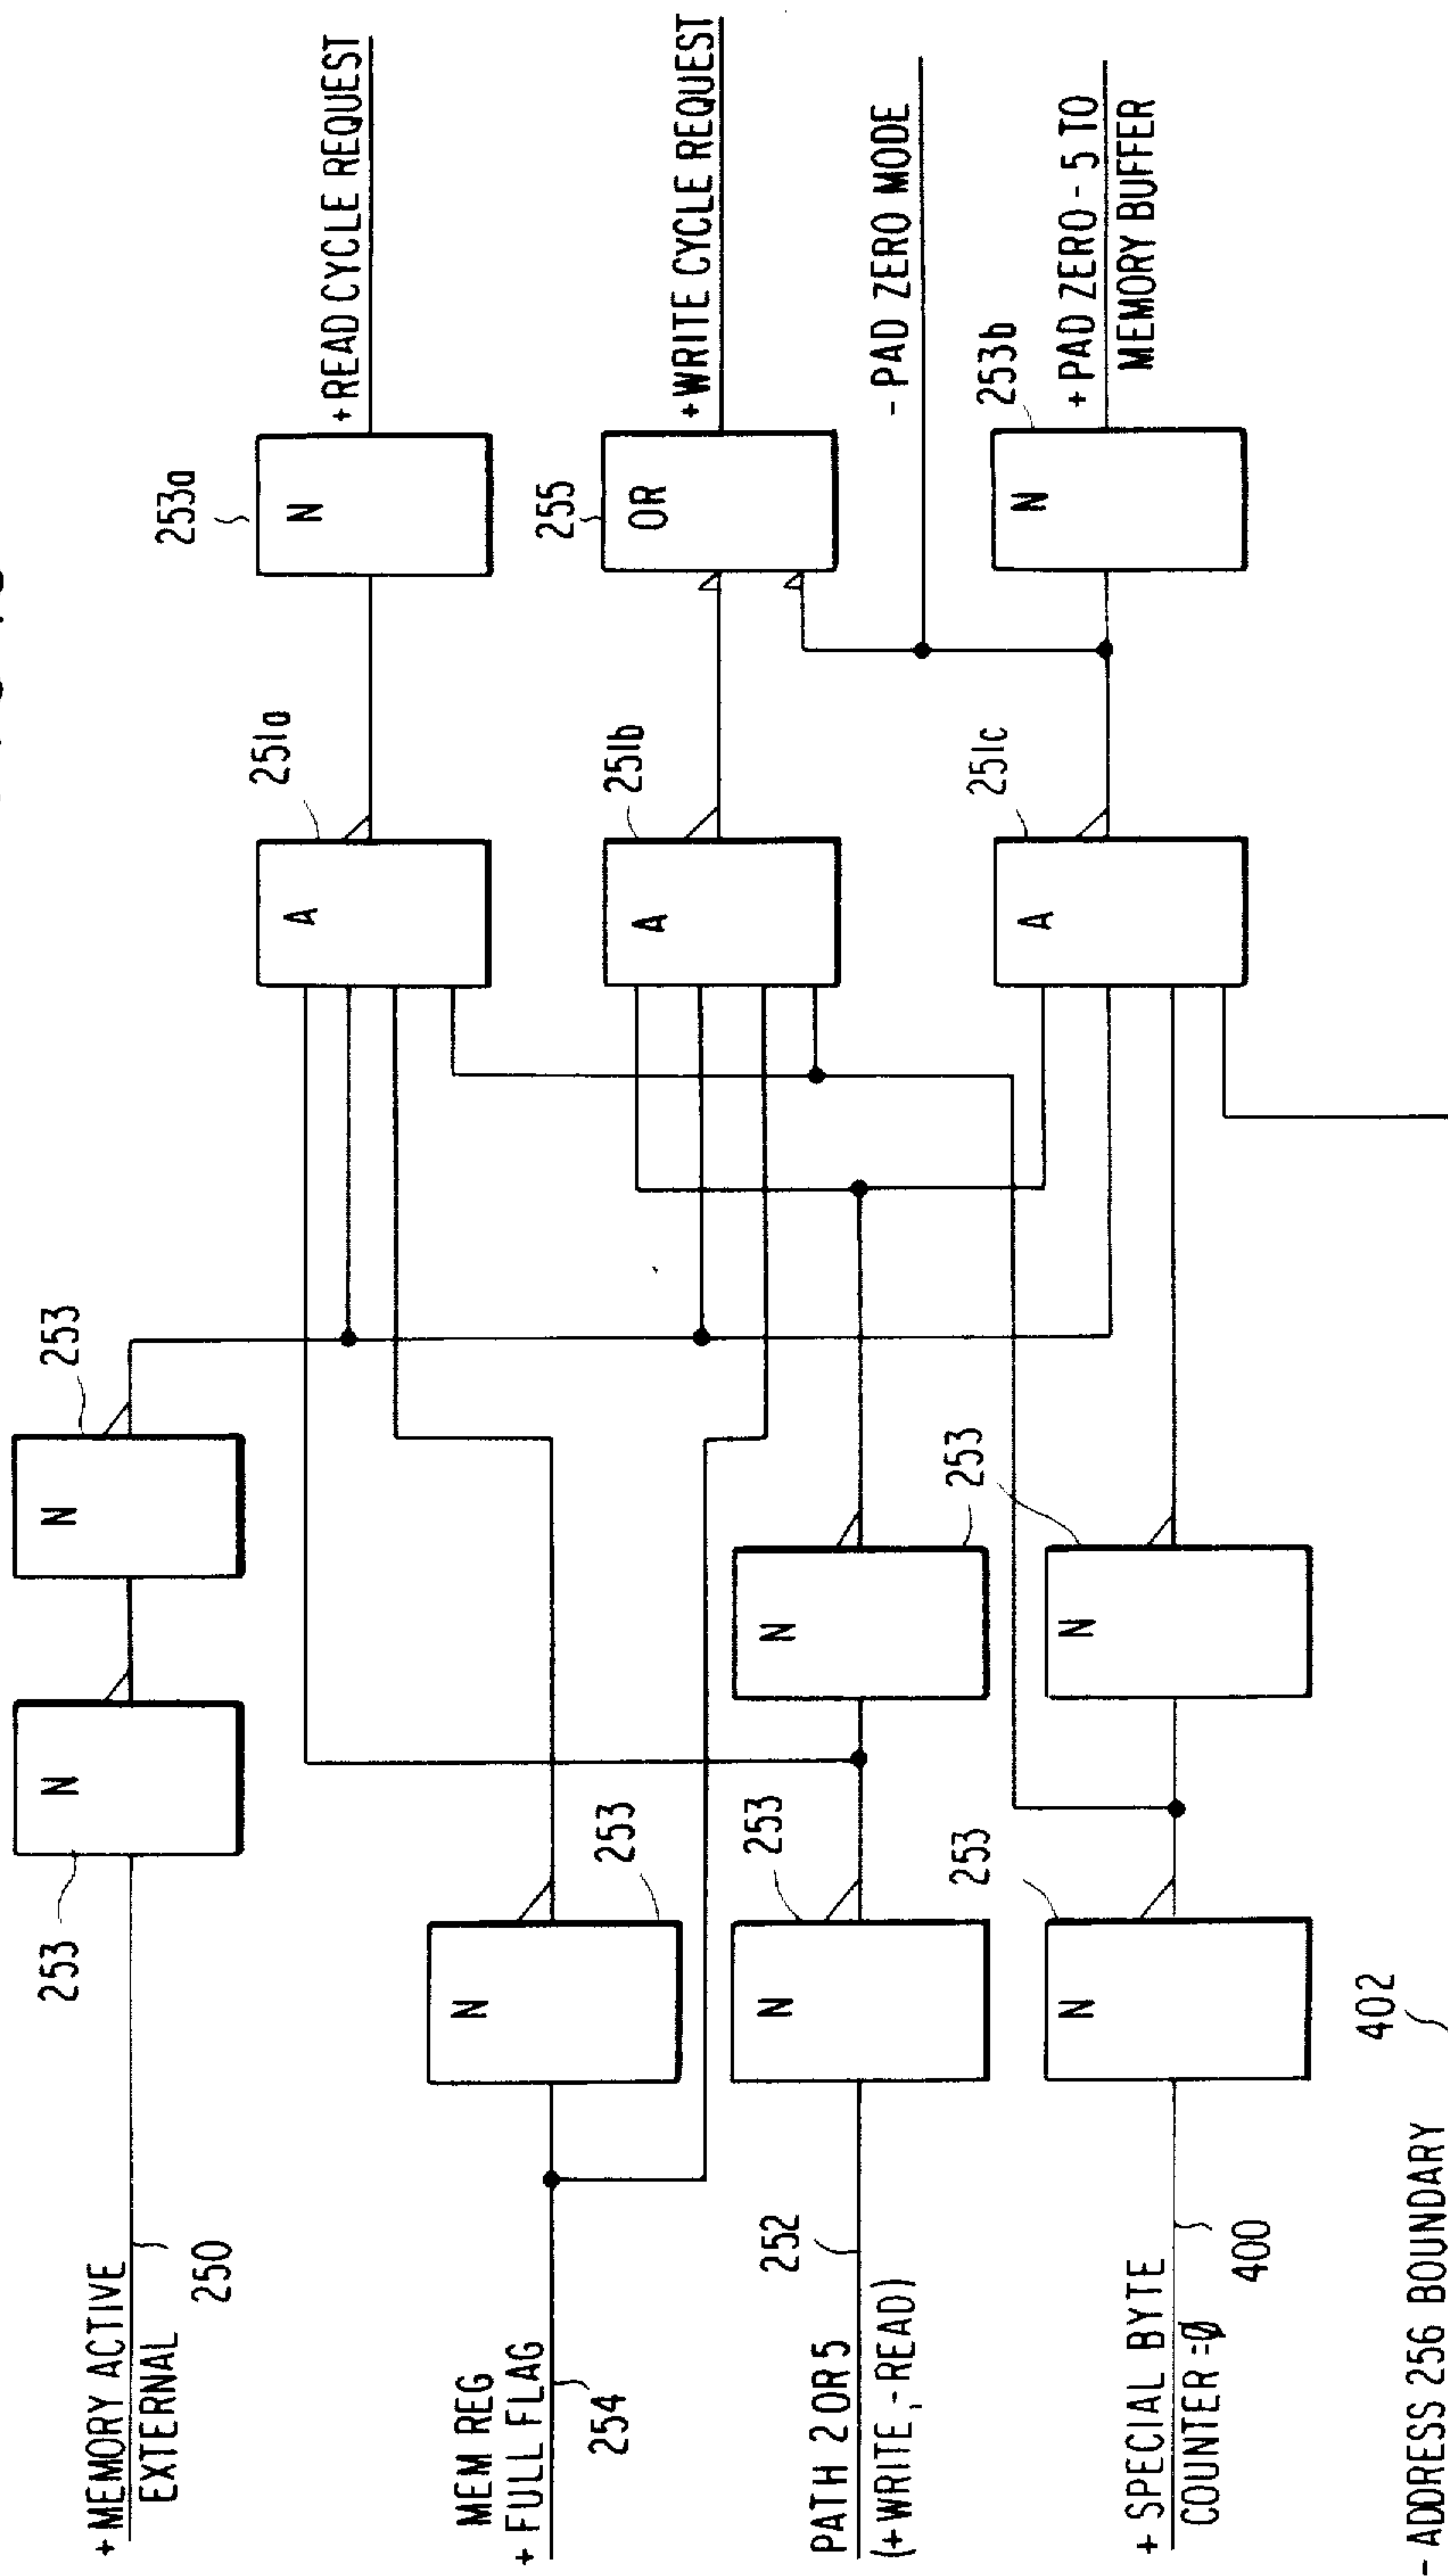 +MEMORY ACTIVE
EXTERNAL
250
253
N
N
253
MEM REG
+ FULL FLAG
254
N
253
PATH 2 OR 5
(+WRITE, -READ)
252
N
253
N
253
+ SPECIAL BYTE
COUNTER =Ø
400
N
253
N
- ADDRESS 256 BOUNDARY
402
A
251a
N
253a
+READ CYCLE REQUEST
A
251b
OR
255
+WRITE CYCLE REQUEST
- PAD ZERO MODE
A
251c
N
253b
+ PAD ZERO - 5 TO
MEMORY BUFFER